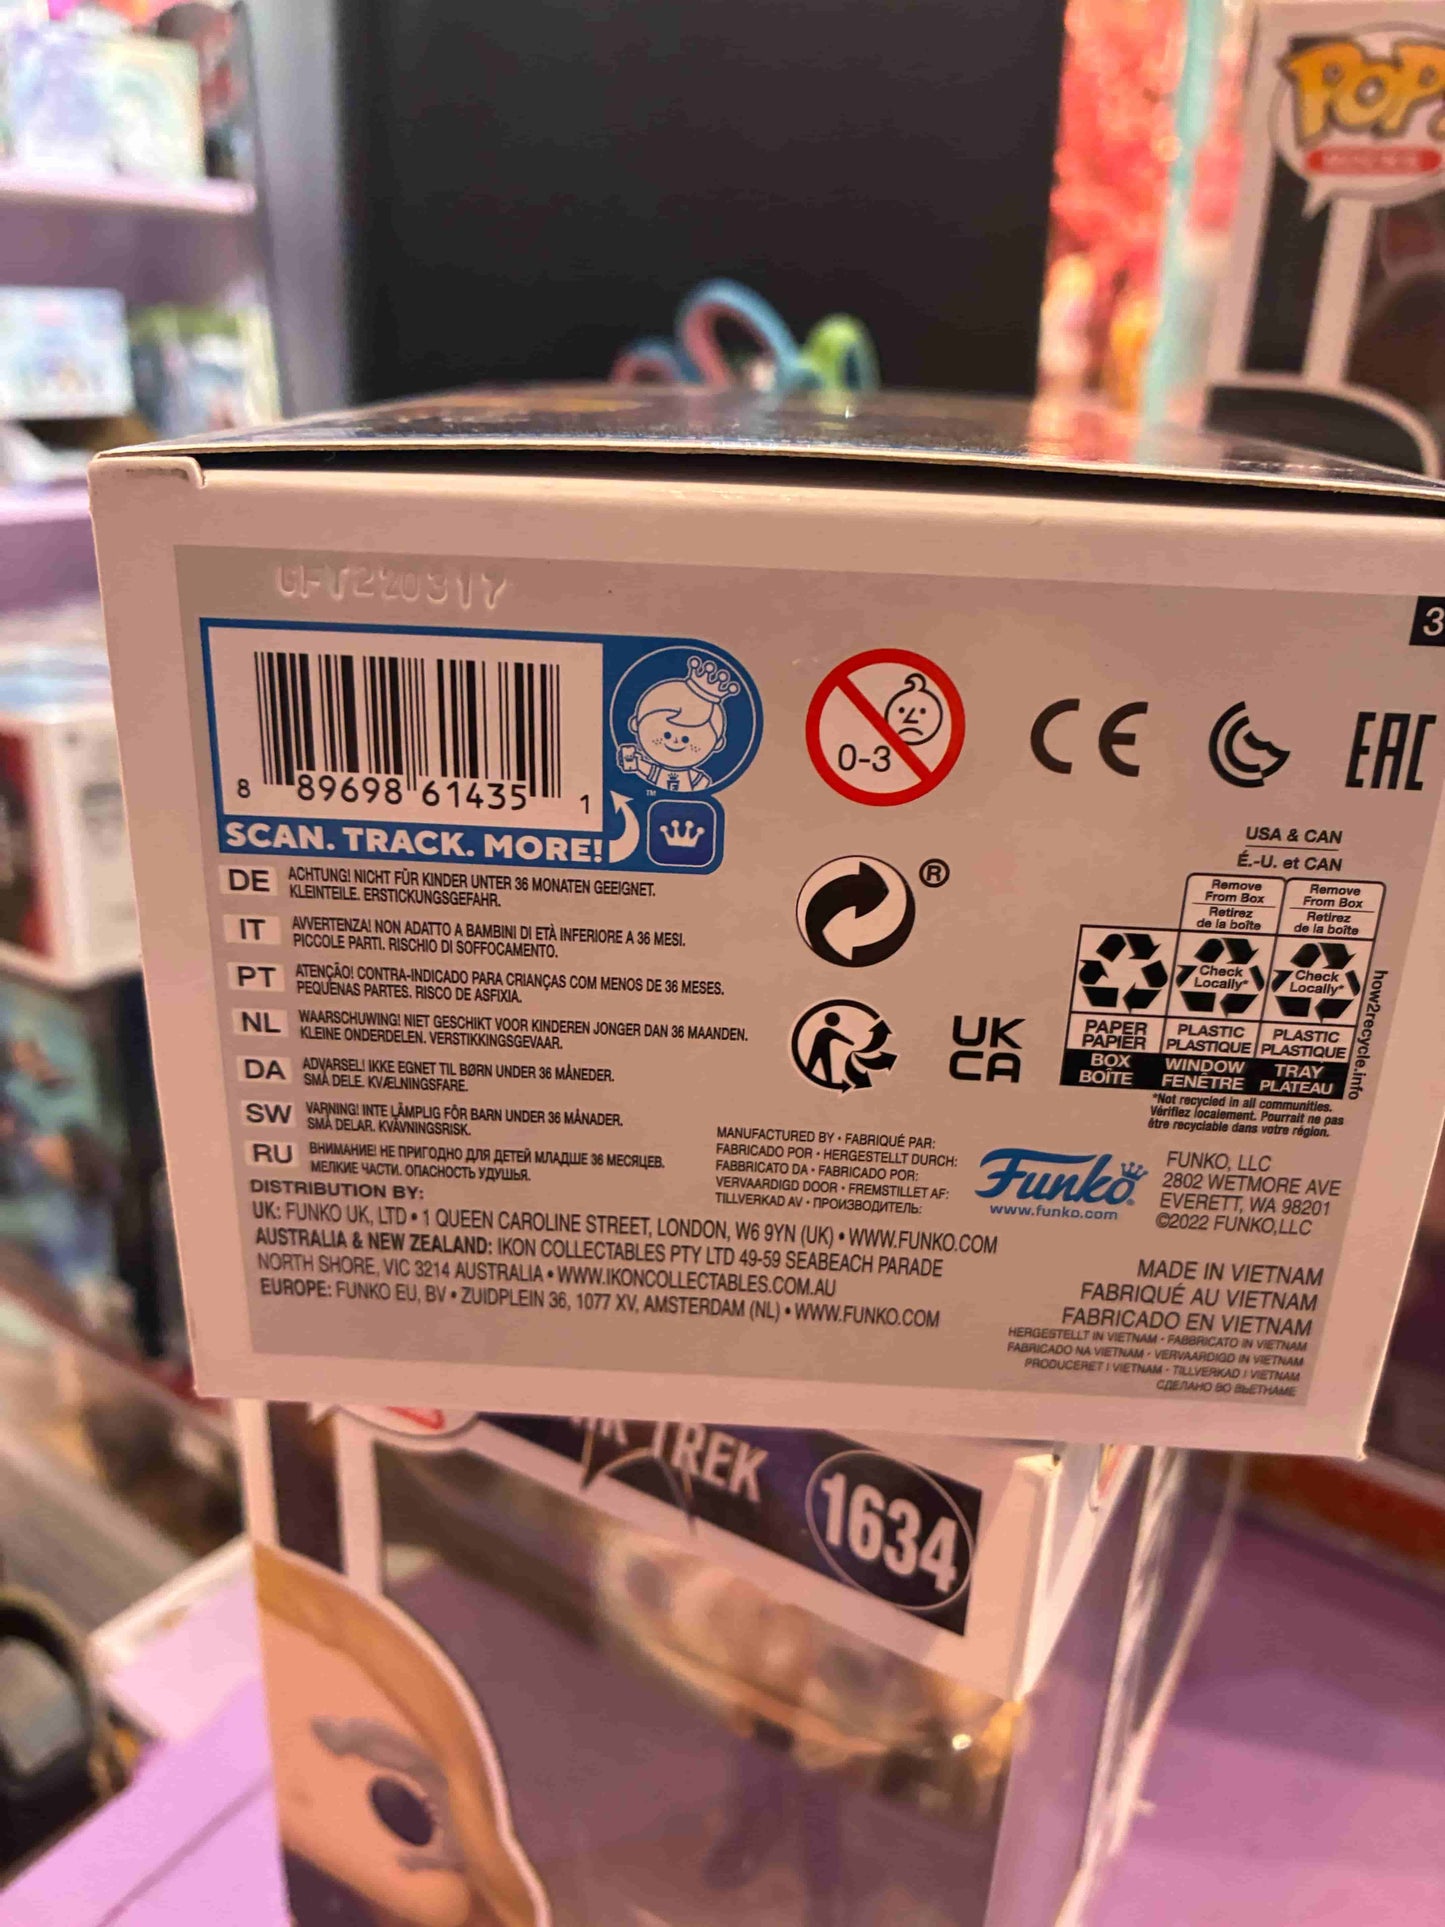 POP!
GFT220317
3
8 89698 61435 1
SCAN. TRACK. MORE!
™
0-3
CE
EAC
DE ACHTUNG! NICHT FÜR KINDER UNTER 36 MONATEN GEEIGNET.
KLEINTEILE. ERSTICKUNGSGEFAHR.
IT AVVERTENZA! NON ADATTO A BAMBINI DI ETÀ INFERIORE A 36 MESI.
PICCOLE PARTI. RISCHIO DI SOFFOCAMENTO.
PT ATENÇÃO! CONTRA-INDICADO PARA CRIANÇAS COM MENOS DE 36 MESES.
PEQUENAS PARTES. RISCO DE ASFIXIA.
NL WAARSCHUWING! NIET GESCHIKT VOOR KINDEREN JONGER DAN 36 MAANDEN.
KLEINE ONDERDELEN. VERSTIKKINGSGEVAAR.
DA ADVARSEL! IKKE EGNET TIL BØRN UNDER 36 MÅNEDER.
SMÅ DELE. KVÆLNINGSFARE.
SW VARNING! INTE LÄMPLIG FÖR BARN UNDER 36 MÅNADER.
SMÅ DELAR. KVÄVNINGSRISK.
RU ВНИМАНИЕ! НЕ ПРИГОДНО ДЛЯ ДЕТЕЙ МЛАДШЕ 36 МЕСЯЦЕВ.
МЕЛКИЕ ЧАСТИ. ОПАСНОСТЬ УДУШЬЯ.
®
UK
CA
USA & CAN
É.-U. et CAN
Remove
From Box
Retirez
de la boîte
Remove
From Box
Retirez
de la boîte
Check
Locally*
Check
Locally*
PAPER
PAPIER
BOX
BOÎTE
PLASTIC
PLASTIQUE
WINDOW
FENÊTRE
PLASTIC
PLASTIQUE
TRAY
PLATEAU
how2recycle.info
*Not recycled in all communities.
Vérifiez localement. Pourrait ne pas
être recyclable dans votre région.
MANUFACTURED BY • FABRIQUÉ PAR:
FABRICADO POR • HERGESTELLT DURCH:
FABBRICATO DA • FABRICADO POR:
VERVAARDIGD DOOR • FREMSTILLET AF:
TILLVERKAD AV • ПРОИЗВОДИТЕЛЬ:
Funko®
www.funko.com
FUNKO, LLC
2802 WETMORE AVE
EVERETT, WA 98201
©2022 FUNKO,LLC
DISTRIBUTION BY:
UK: FUNKO UK, LTD • 1 QUEEN CAROLINE STREET, LONDON, W6 9YN (UK) • WWW.FUNKO.COM
AUSTRALIA & NEW ZEALAND: IKON COLLECTABLES PTY LTD 49-59 SEABEACH PARADE
NORTH SHORE, VIC 3214 AUSTRALIA • WWW.IKONCOLLECTABLES.COM.AU
EUROPE: FUNKO EU, BV • ZUIDPLEIN 36, 1077 XV, AMSTERDAM (NL) • WWW.FUNKO.COM
MADE IN VIETNAM
FABRIQUÉ AU VIETNAM
FABRICADO EN VIETNAM
HERGESTELLT IN VIETNAM • FABBRICATO IN VIETNAM
FABRICADO NA VIETNAM • VERVAARDIGD IN VIETNAM
PRODUCERET I VIETNAM • TILLVERKAD I VIETNAM
СДЕЛАНО ВО ВЬЕТНАМЕ
TREK
1634